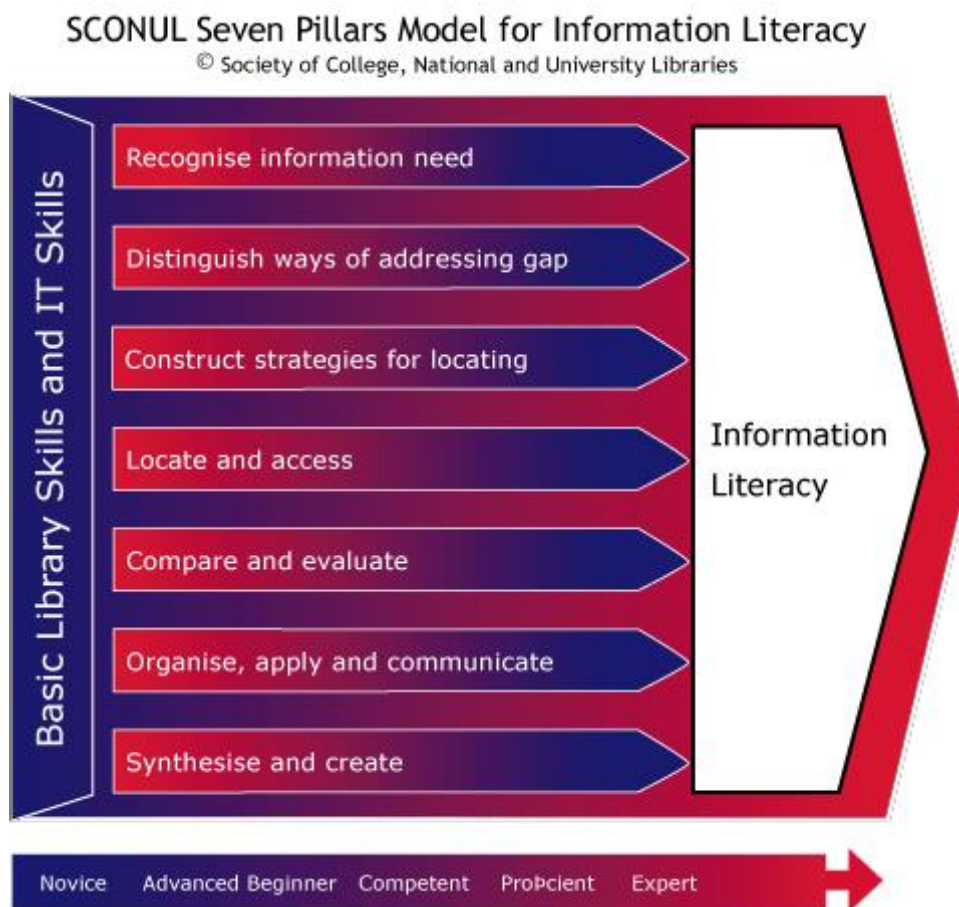 SCONUL Seven Pillars Model for Information Literacy
© Society of College, National and University Libraries
Basic Library Skills and IT Skills
Recognise information need
Distinguish ways of addressing gap
Construct strategies for locating
Locate and access
Compare and evaluate
Organise, apply and communicate
Synthesise and create
Information
Literacy
Novice Advanced Beginner Competent Proþcient Expert